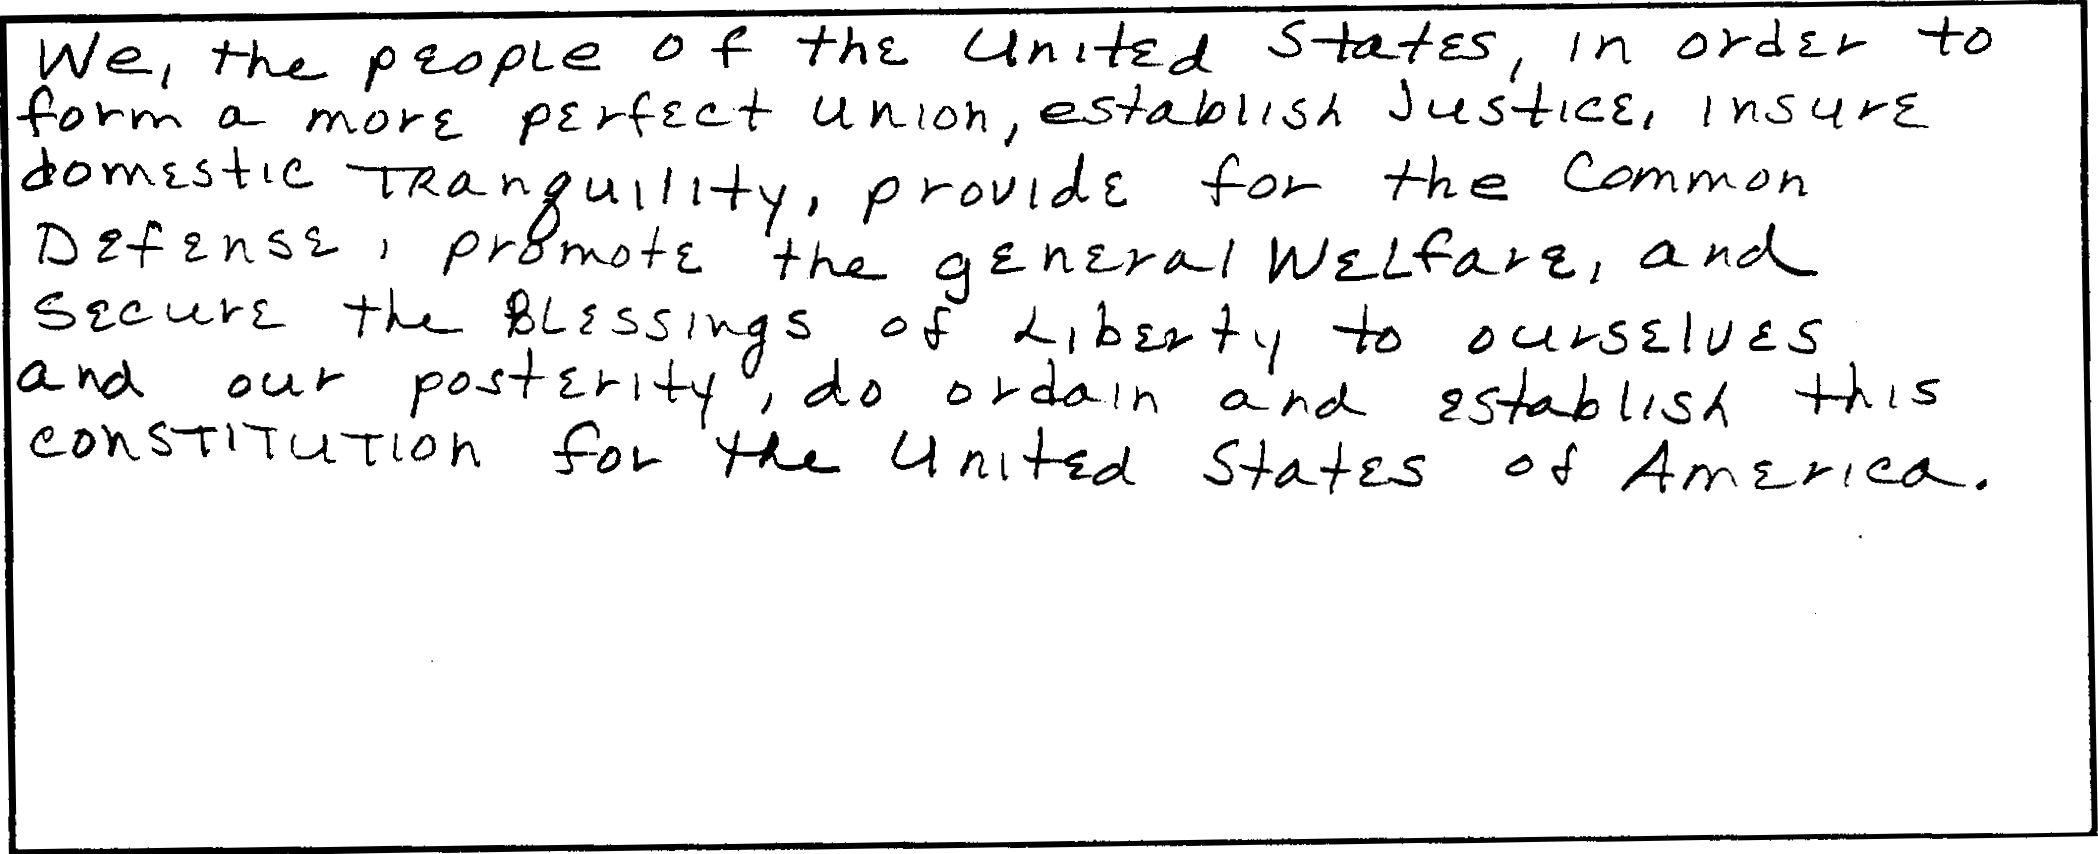 We, the people of the United States, in order to
form a more perfect union, establish Justice, insure
domestic Tranquility, provide for the Common
Defense, promote the general Welfare, and
secure the Blessings of Liberty to ourselves
and our posterity, do ordain and establish this
constitution for the United States of America.